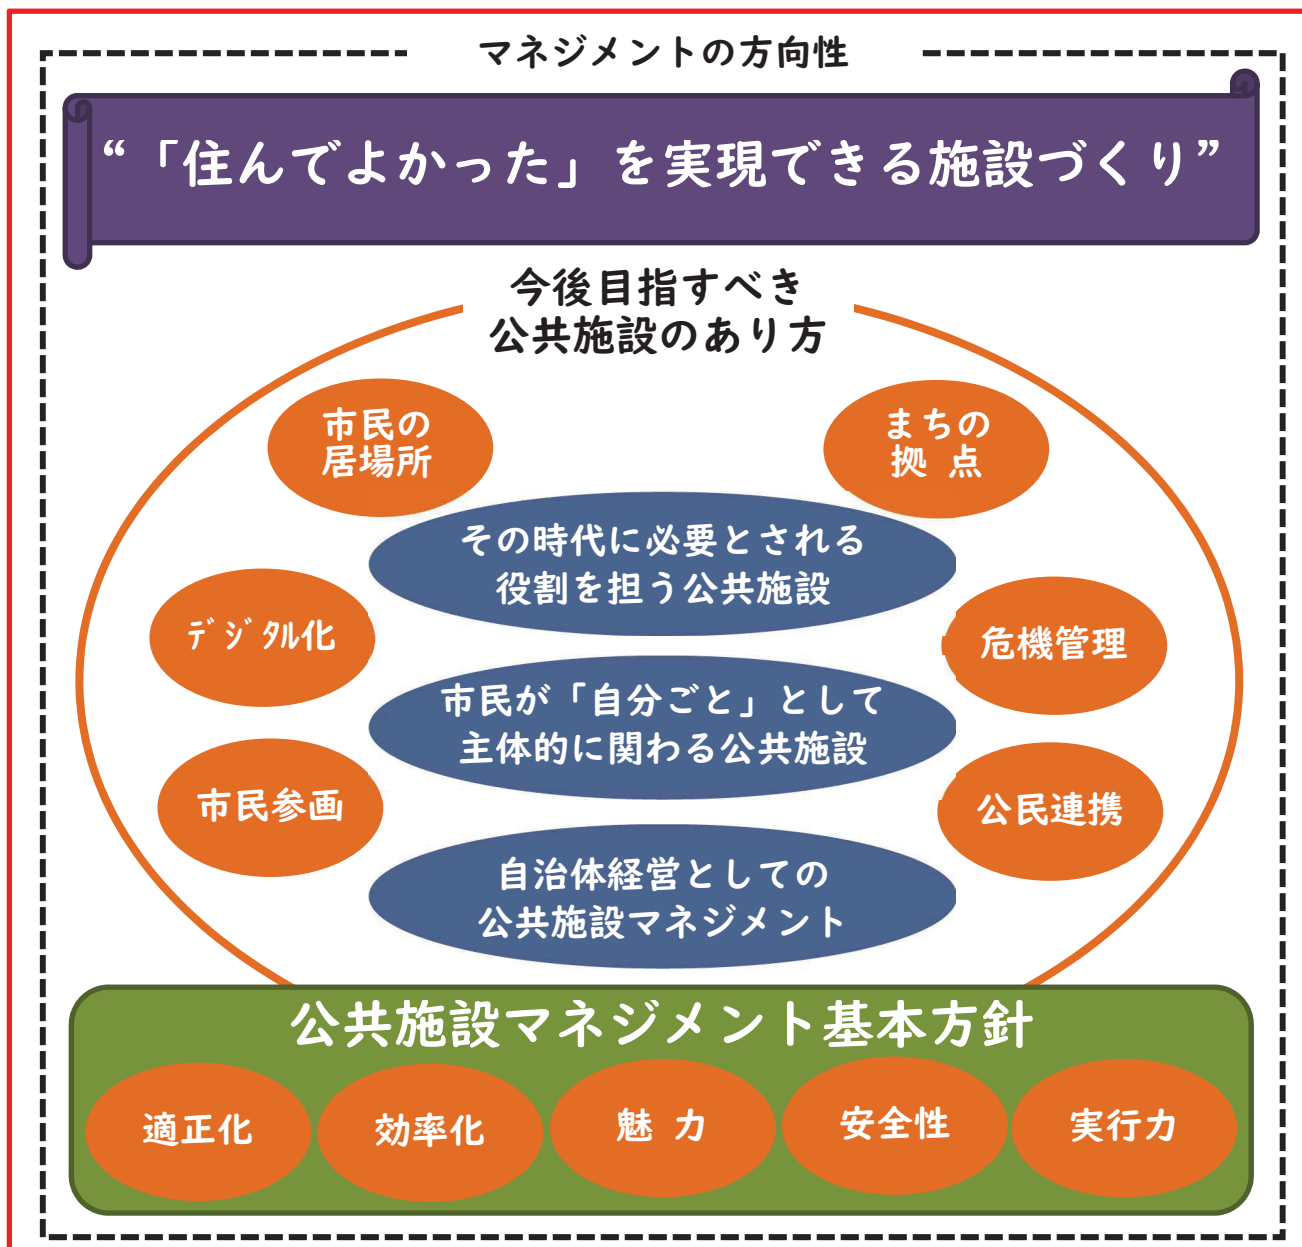 マネジメントの方向性
“「住んでよかった」を実現できる施設づくり”
今後目指すべき
公共施設のあり方
市民の
居場所
まちの
拠 点
その時代に必要とされる
役割を担う公共施設
デジタル化
危機管理
市民が「自分ごと」として
主体的に関わる公共施設
市民参画
公民連携
自治体経営としての
公共施設マネジメント
公共施設マネジメント基本方針
適正化
効率化
魅 力
安全性
実行力